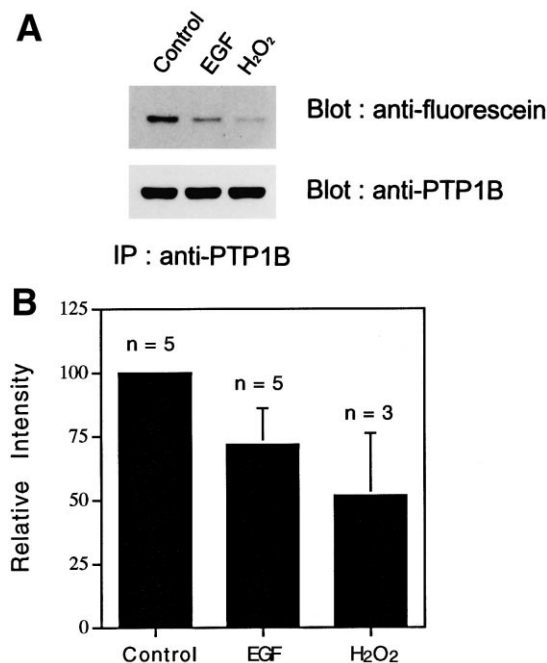 A
Control
EGF
H₂O₂
Blot : anti-fluorescein
Blot : anti-PTP1B
IP : anti-PTP1B
B
Relative Intensity
125
100
75
50
25
0
n = 5
n = 5
n = 3
Control
EGF
H₂O₂